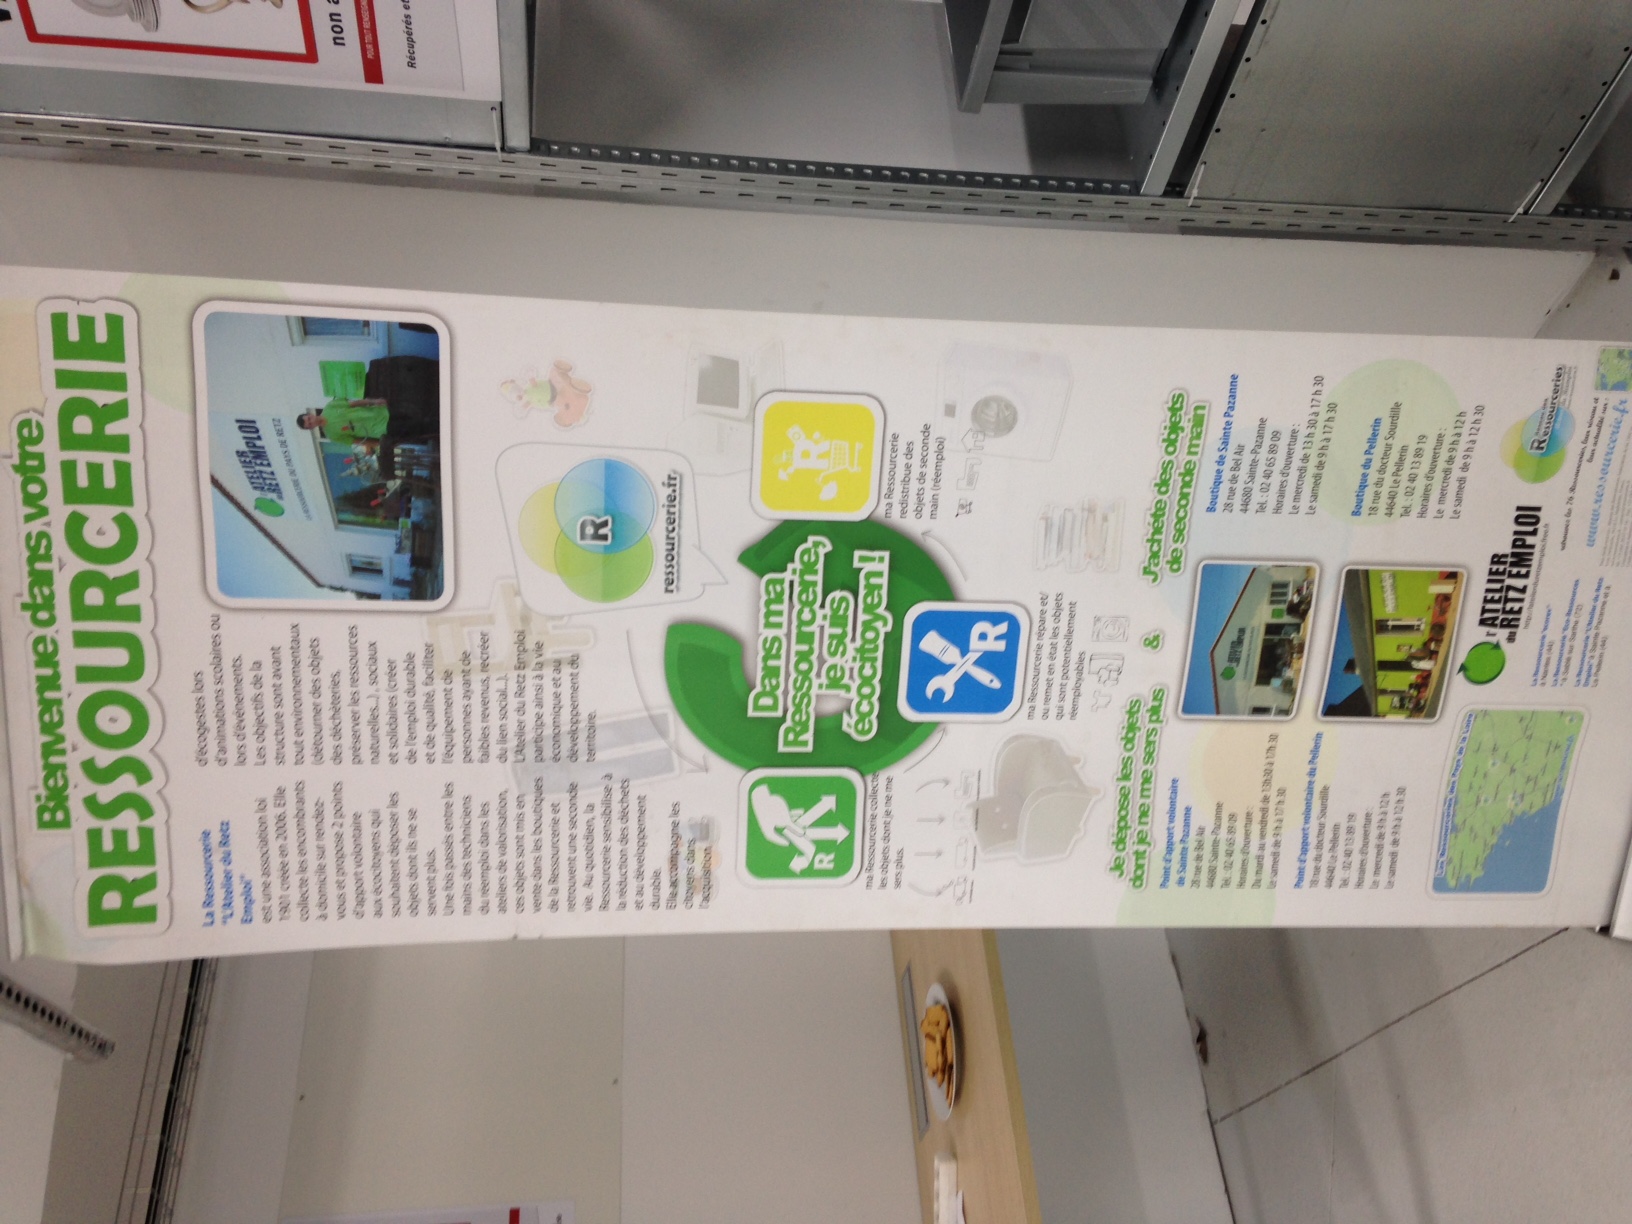 Bienvenue dans votre
RESSOURCERIE
La Ressourcerie
"L'Atelier du Retz
Emploi"
est une association loi
1901 créée en 2006. Elle
collecte les encombrants
à domicile sur rendez-
vous et propose 2 points
d'apport volontaire
aux écocitoyens qui
souhaitent déposer les
objets dont ils ne se
servent plus.
Une fois passés entre les
mains des techniciens
du réemploi dans les
ateliers de valorisation,
ces objets sont mis en
vente dans les boutiques
de la Ressourcerie et
retrouvent une seconde
vie. Au quotidien, la
Ressourcerie sensibilise à
la réduction des déchets
et au développement
durable.
Elle accompagne les
citoyens dans
l'acquisition
d'écogestes lors
d'animations scolaires ou
lors d'événements.
Les objectifs de la
structure sont avant
tout environnementaux
(détourner des objets
des déchèteries,
préserver les ressources
naturelles...) , sociaux
et solidaires (créer
de l'emploi durable
et de qualité, faciliter
l'équipement de
personnes ayant de
faibles revenus, recréer
du lien social...).
L'Atelier du Retz Emploi
participe ainsi à la vie
économique et au
développement du
territoire.
l'ATELIER
du RETZ EMPLOI
LA RESSOURCERIE DU PAYS DE RETZ
R
ressourcerie.fr
Dans ma
Ressourcerie,
je suis
écocitoyen !
R
ma Ressourcerie collecte
les objets dont je ne me
sers plus.
R
ma Ressourcerie
redistribue des
objets de seconde
main (réemploi)
R
ma Ressourcerie répare et/
ou remet en état les objets
qui sont potentiellement
réemployables
Je dépose les objets
dont je ne me sers plus
&
J'achète des objets
de seconde main
Point d'apport volontaire
de Sainte Pazanne
28 rue de Bel Air
44680 Sainte-Pazanne
Tel. : 02 40 65 89 09
Horaires d'ouverture :
Du mardi au vendredi de 13h30 à 17h 30
Le samedi de 9 h à 17 h 30
Point d'apport volontaire du Pellerin
18 rue du docteur Sourdille
44640 Le Pellerin
Tel. : 02 40 13 89 19
Horaires d'ouverture :
Le mercredi de 9 h à 12 h
Le samedi de 9 h à 12 h 30
l'ATELIER
du RETZ EMPLOI
Boutique de Sainte Pazanne
28 rue de Bel Air
44680 Sainte-Pazanne
Tel. : 02 40 65 89 09
Horaires d'ouverture :
Le mercredi de 13 h 30 à 17 h 30
Le samedi de 9 h à 17 h 30
Boutique du Pellerin
18 rue du docteur Sourdille
44640 Le Pellerin
Tel. : 02 40 13 89 19
Horaires d'ouverture :
Le mercredi de 9 h à 12 h
Le samedi de 9 h à 12 h 30
Les Ressourceries des Pays de la Loire
l'ATELIER
du RETZ EMPLOI
La Ressourcerie "ecorev"
à Nantes (44)
La Ressourcerie "Eco-Ressources
" à Sablé sur Sarthe (72)
La Ressourcerie "L'Atelier du Retz
Emploi" à Sainte Pazanne et à
Le Pellerin (44)
Réseau des
Ressourceries
retrouvez les 76 Ressourceries, leur réseau et
leur actualité sur :
www.ressourcerie.fr
non a
POUR TOUT RENSEIGN
Récupérés et